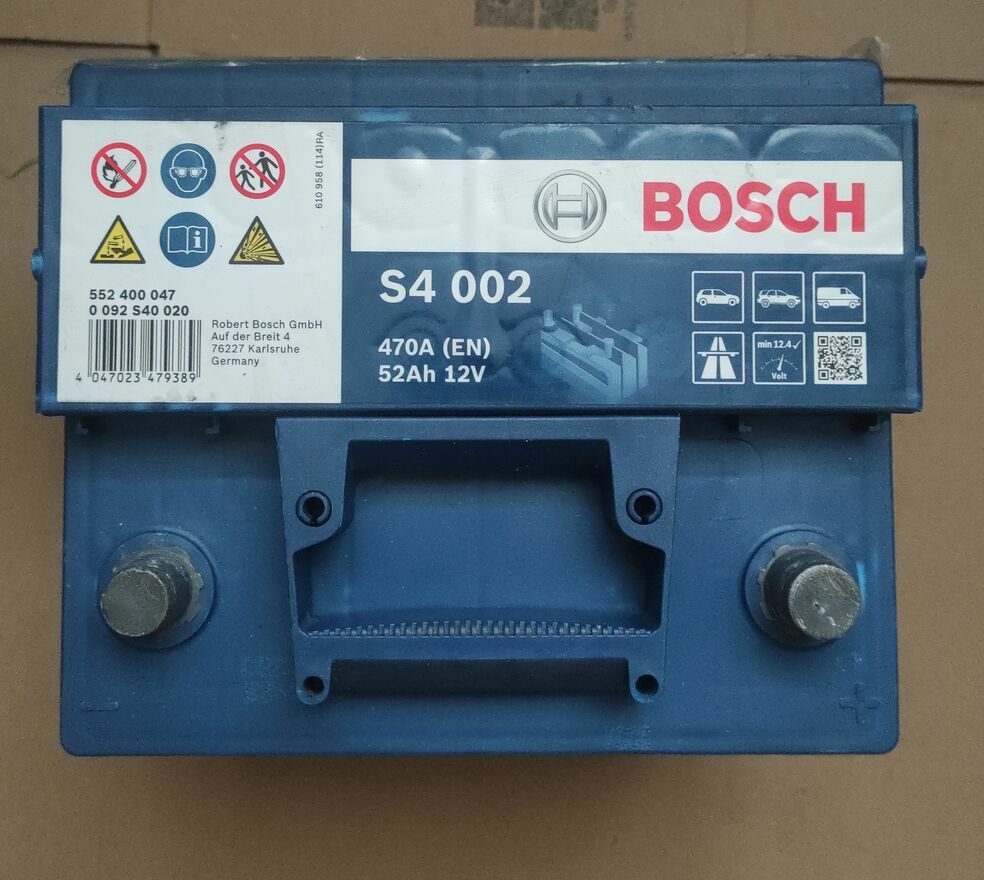 610 958 (114)RA
BOSCH
S4 002
470A (EN)
52Ah 12V
552 400 047
0 092 S40 020
4 047023 479389
Robert Bosch GmbH
Auf der Breit 4
76227 Karlsruhe
Germany
min 12.4✓
Volt
− +